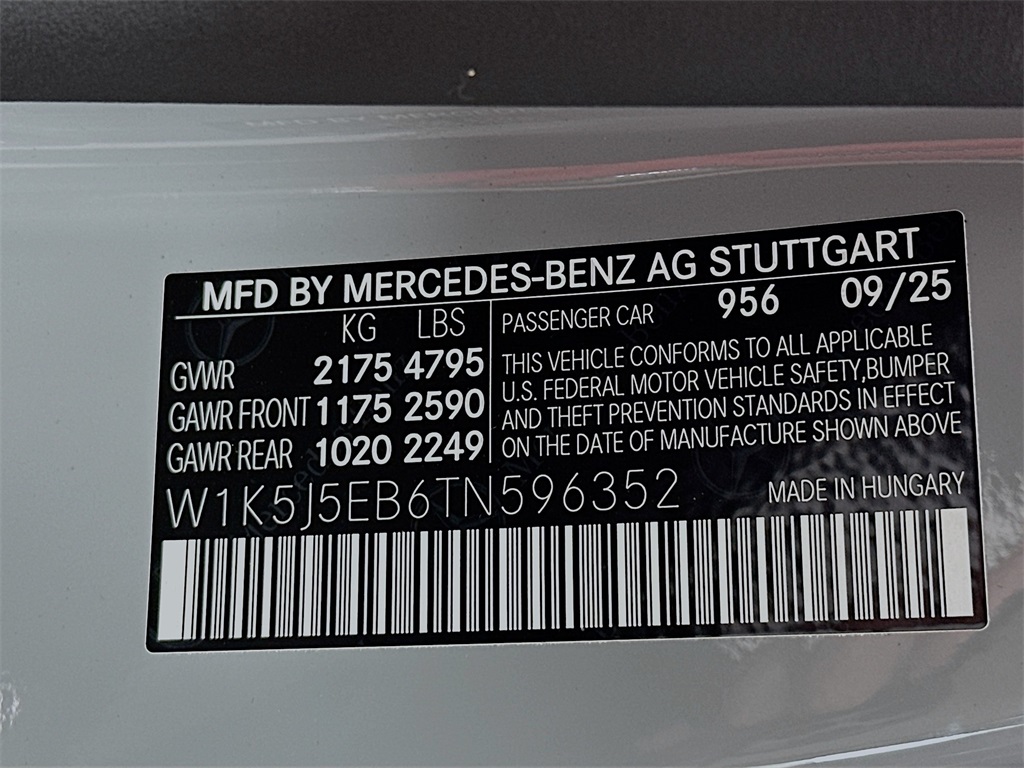 MFD BY MERCEDES-BENZ AG STUTTGART
KG LBS
GVWR 2175 4795
GAWR FRONT 1175 2590
GAWR REAR 1020 2249
PASSENGER CAR 956 09/25
THIS VEHICLE CONFORMS TO ALL APPLICABLE
U.S. FEDERAL MOTOR VEHICLE SAFETY,BUMPER
AND THEFT PREVENTION STANDARDS IN EFFECT
ON THE DATE OF MANUFACTURE SHOWN ABOVE
W1K5J5EB6TN596352
MADE IN HUNGARY